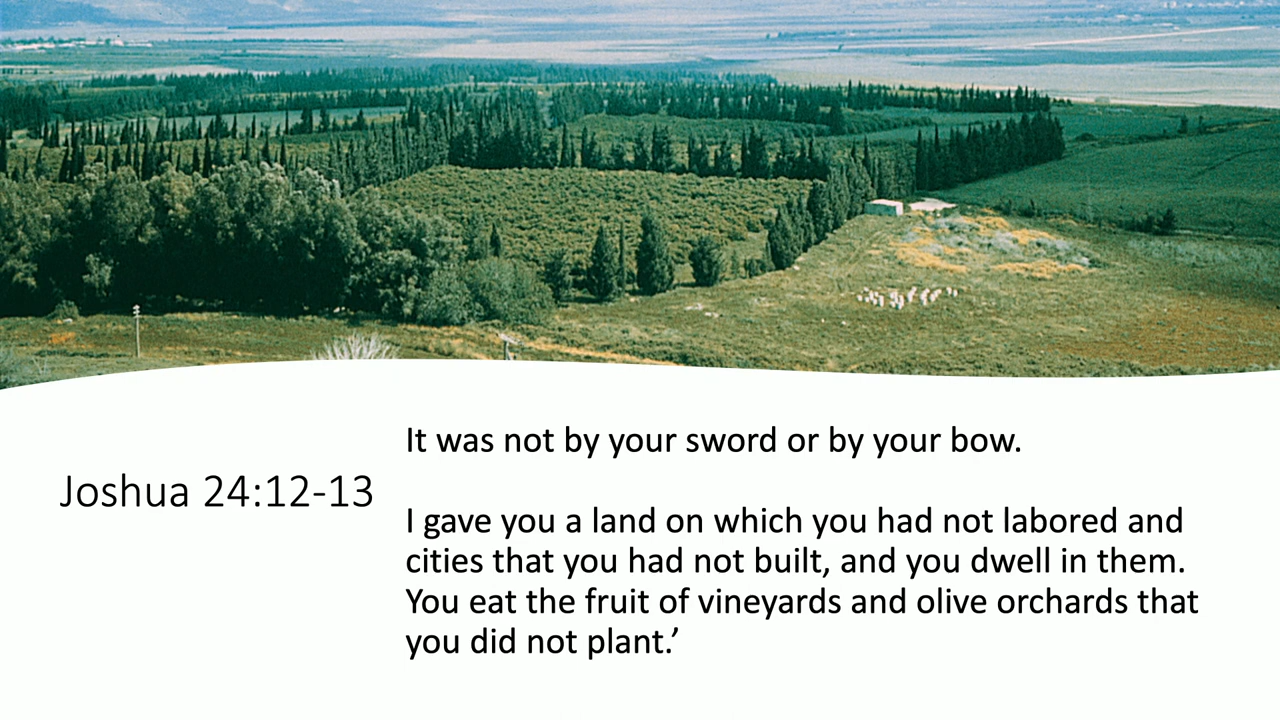 Joshua 24:12-13
It was not by your sword or by your bow.
I gave you a land on which you had not labored and
cities that you had not built, and you dwell in them.
You eat the fruit of vineyards and olive orchards that
you did not plant.’